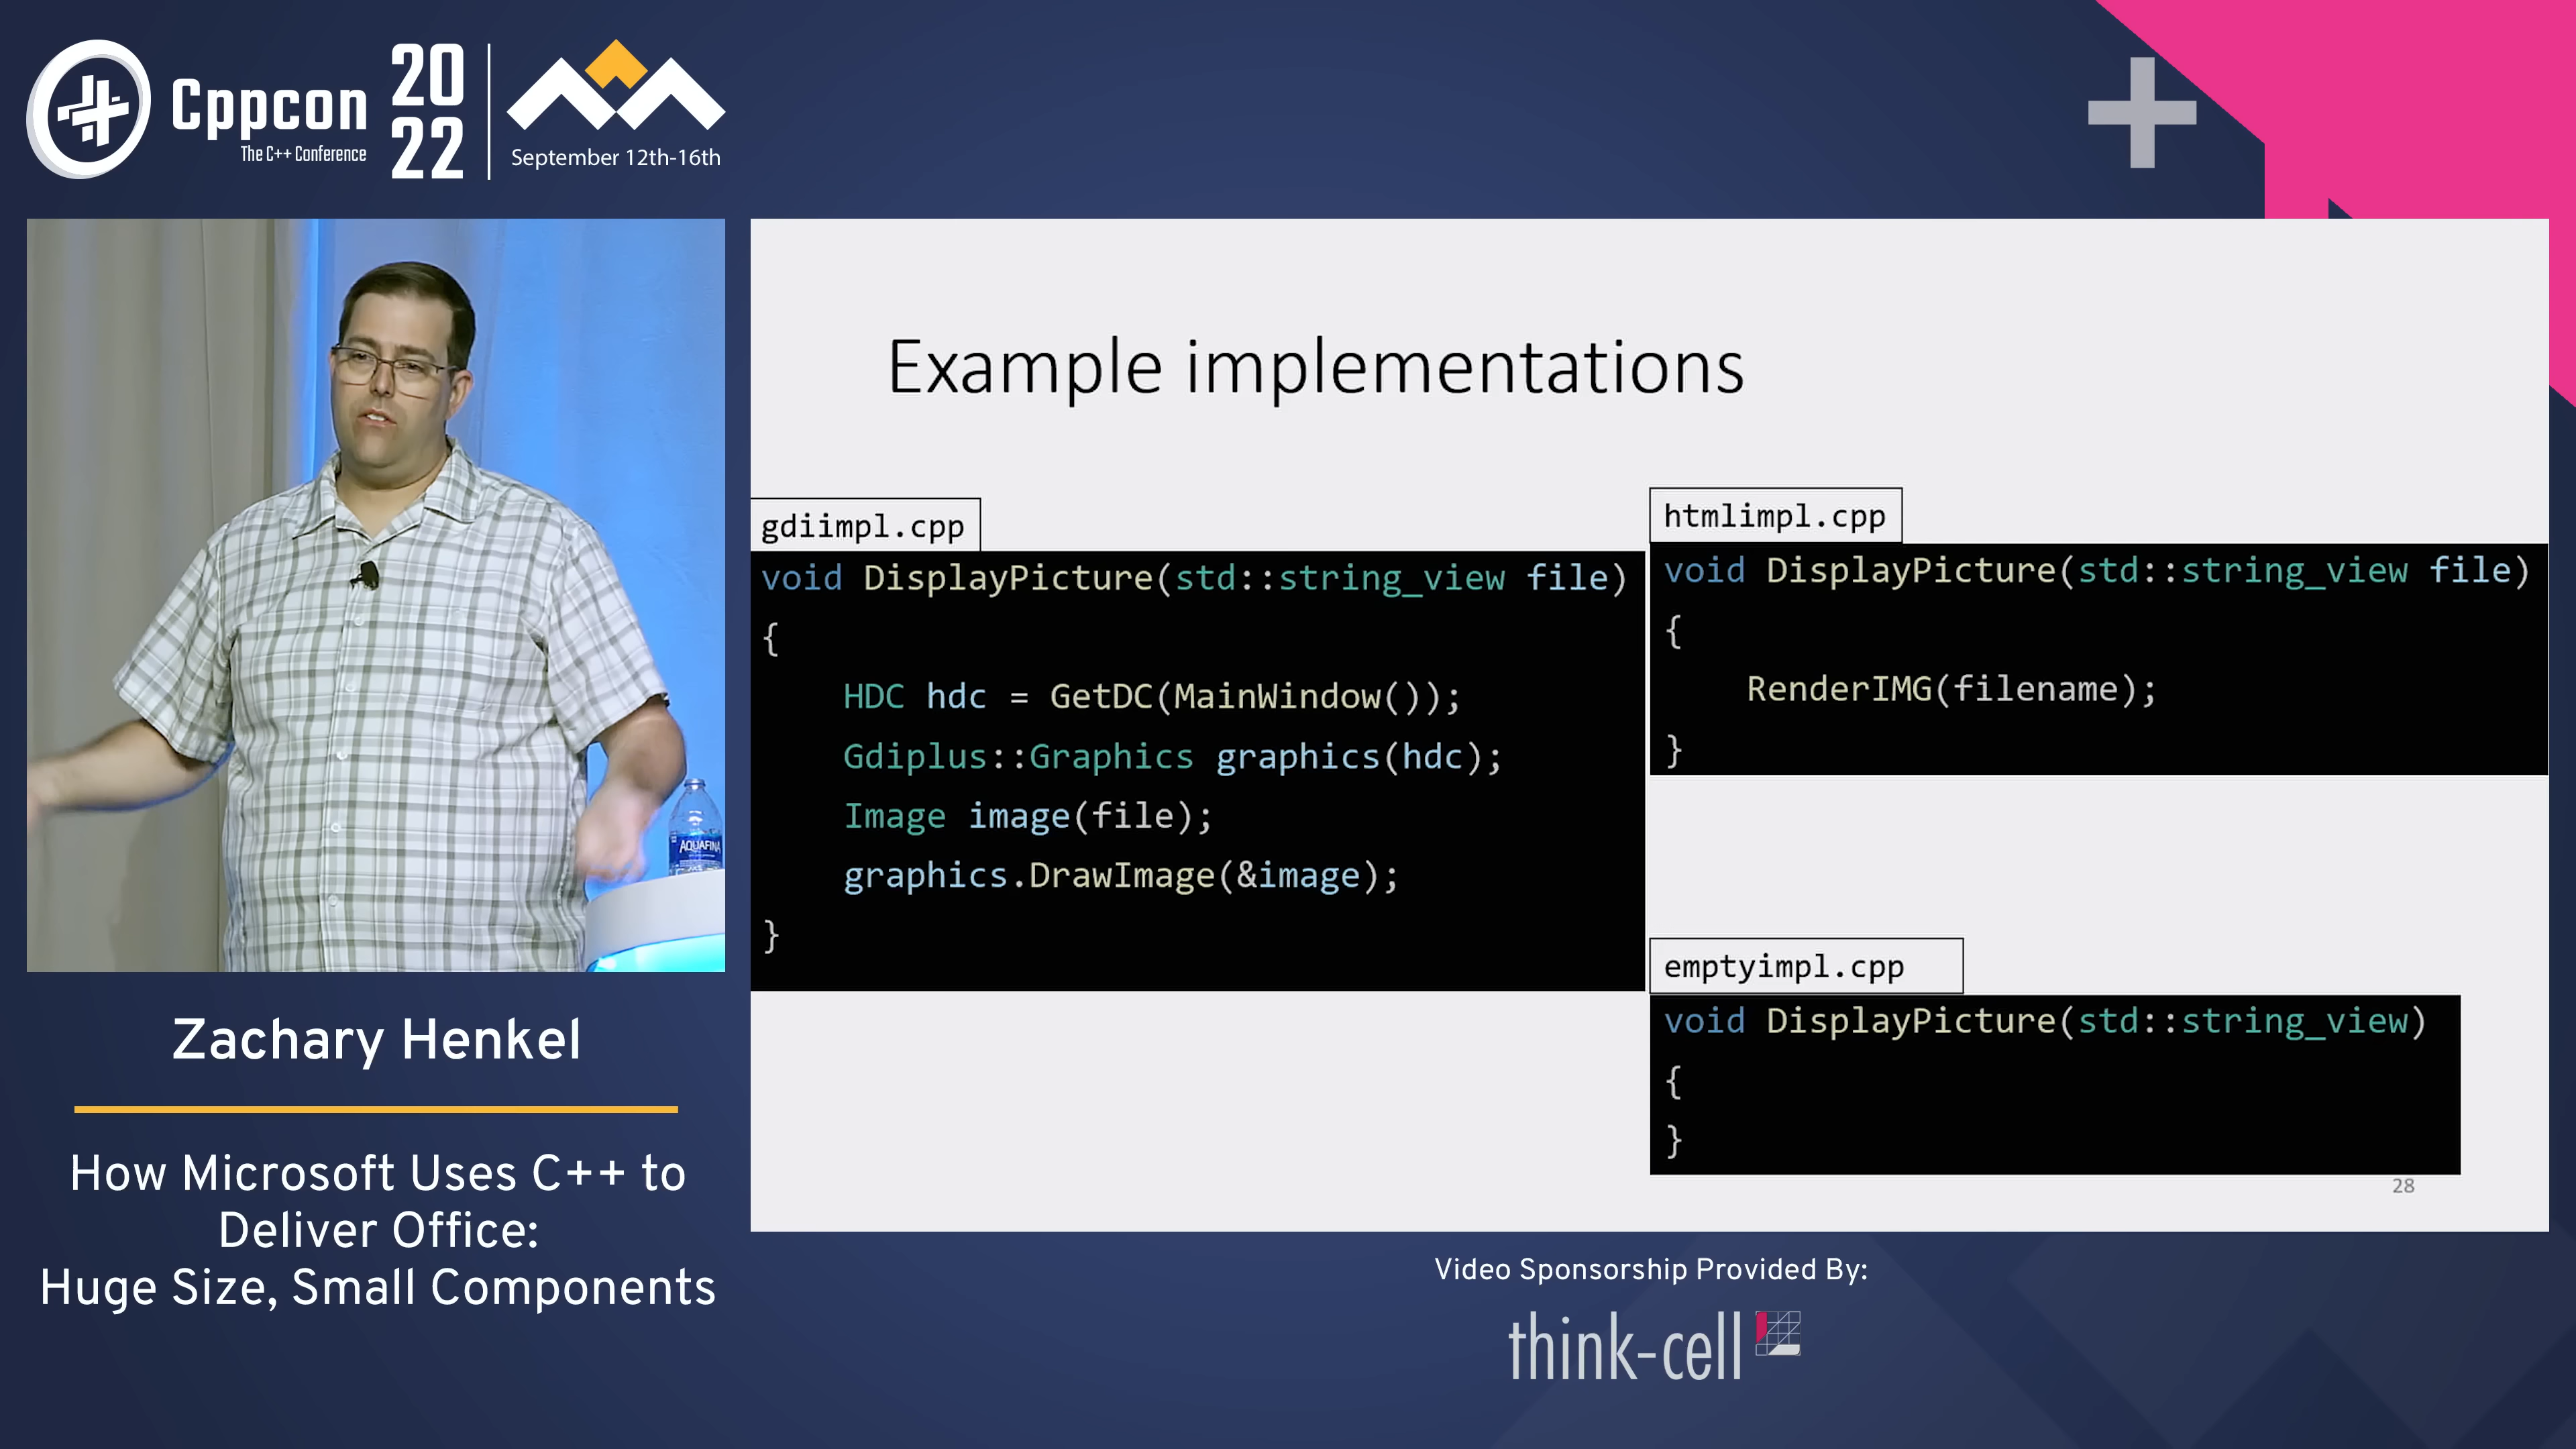 Cppcon
The C++ Conference
20
22
September 12th-16th
Example implementations
gdiimpl.cpp
void DisplayPicture(std::string_view file)
{
HDC hdc = GetDC(MainWindow());
Gdiplus::Graphics graphics(hdc);
Image image(file);
graphics.DrawImage(&image);
}
htmlimpl.cpp
void DisplayPicture(std::string_view file)
{
RenderIMG(filename);
}
emptyimpl.cpp
void DisplayPicture(std::string_view)
{
}
28
AQUAFINA
Zachary Henkel
How Microsoft Uses C++ to
Deliver Office:
Huge Size, Small Components
Video Sponsorship Provided By:
think-cell